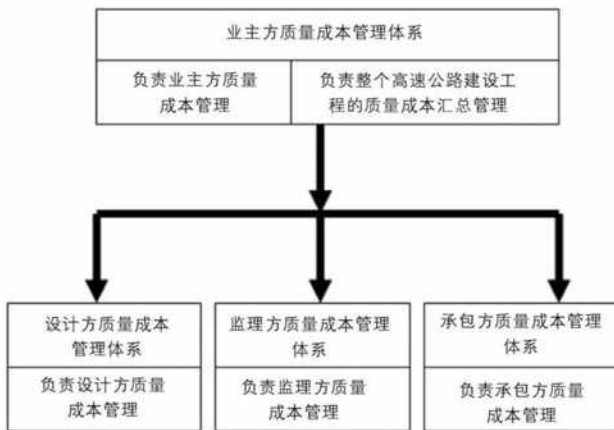 业主方质量成本管理体系
负责业主方质量
成本管理
负责整个高速公路建设工
程的质量成本汇总管理
设计方质量成本
管理体系
负责设计方质量
成本管理
监理方质量成本管理
体系
负责监理方质量
成本管理
承包方质量成本管理
体系
负责承包方质量
成本管理